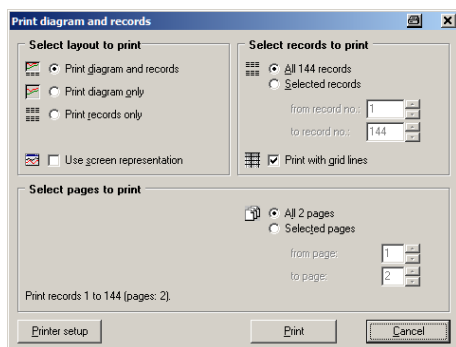 Print diagram and records
Select layout to print
Print diagram and records
Print diagram only
Print records only
Use screen representation
Select records to print
All 144 records
Selected records
from record no.: 1
to record no.: 144
Print with grid lines
Select pages to print
All 2 pages
Selected pages
from page: 1
to page: 2
Print records 1 to 144 (pages: 2).
Printer setup
Print
Cancel